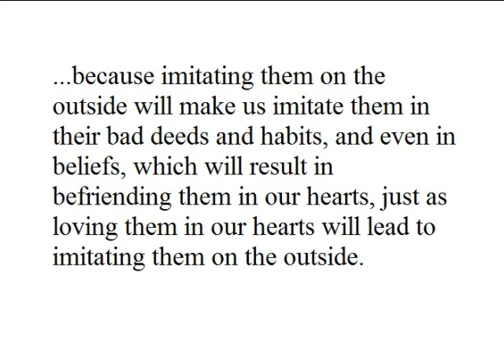 ...because imitating them on the
outside will make us imitate them in
their bad deeds and habits, and even in
beliefs, which will result in
befriending them in our hearts, just as
loving them in our hearts will lead to
imitating them on the outside.